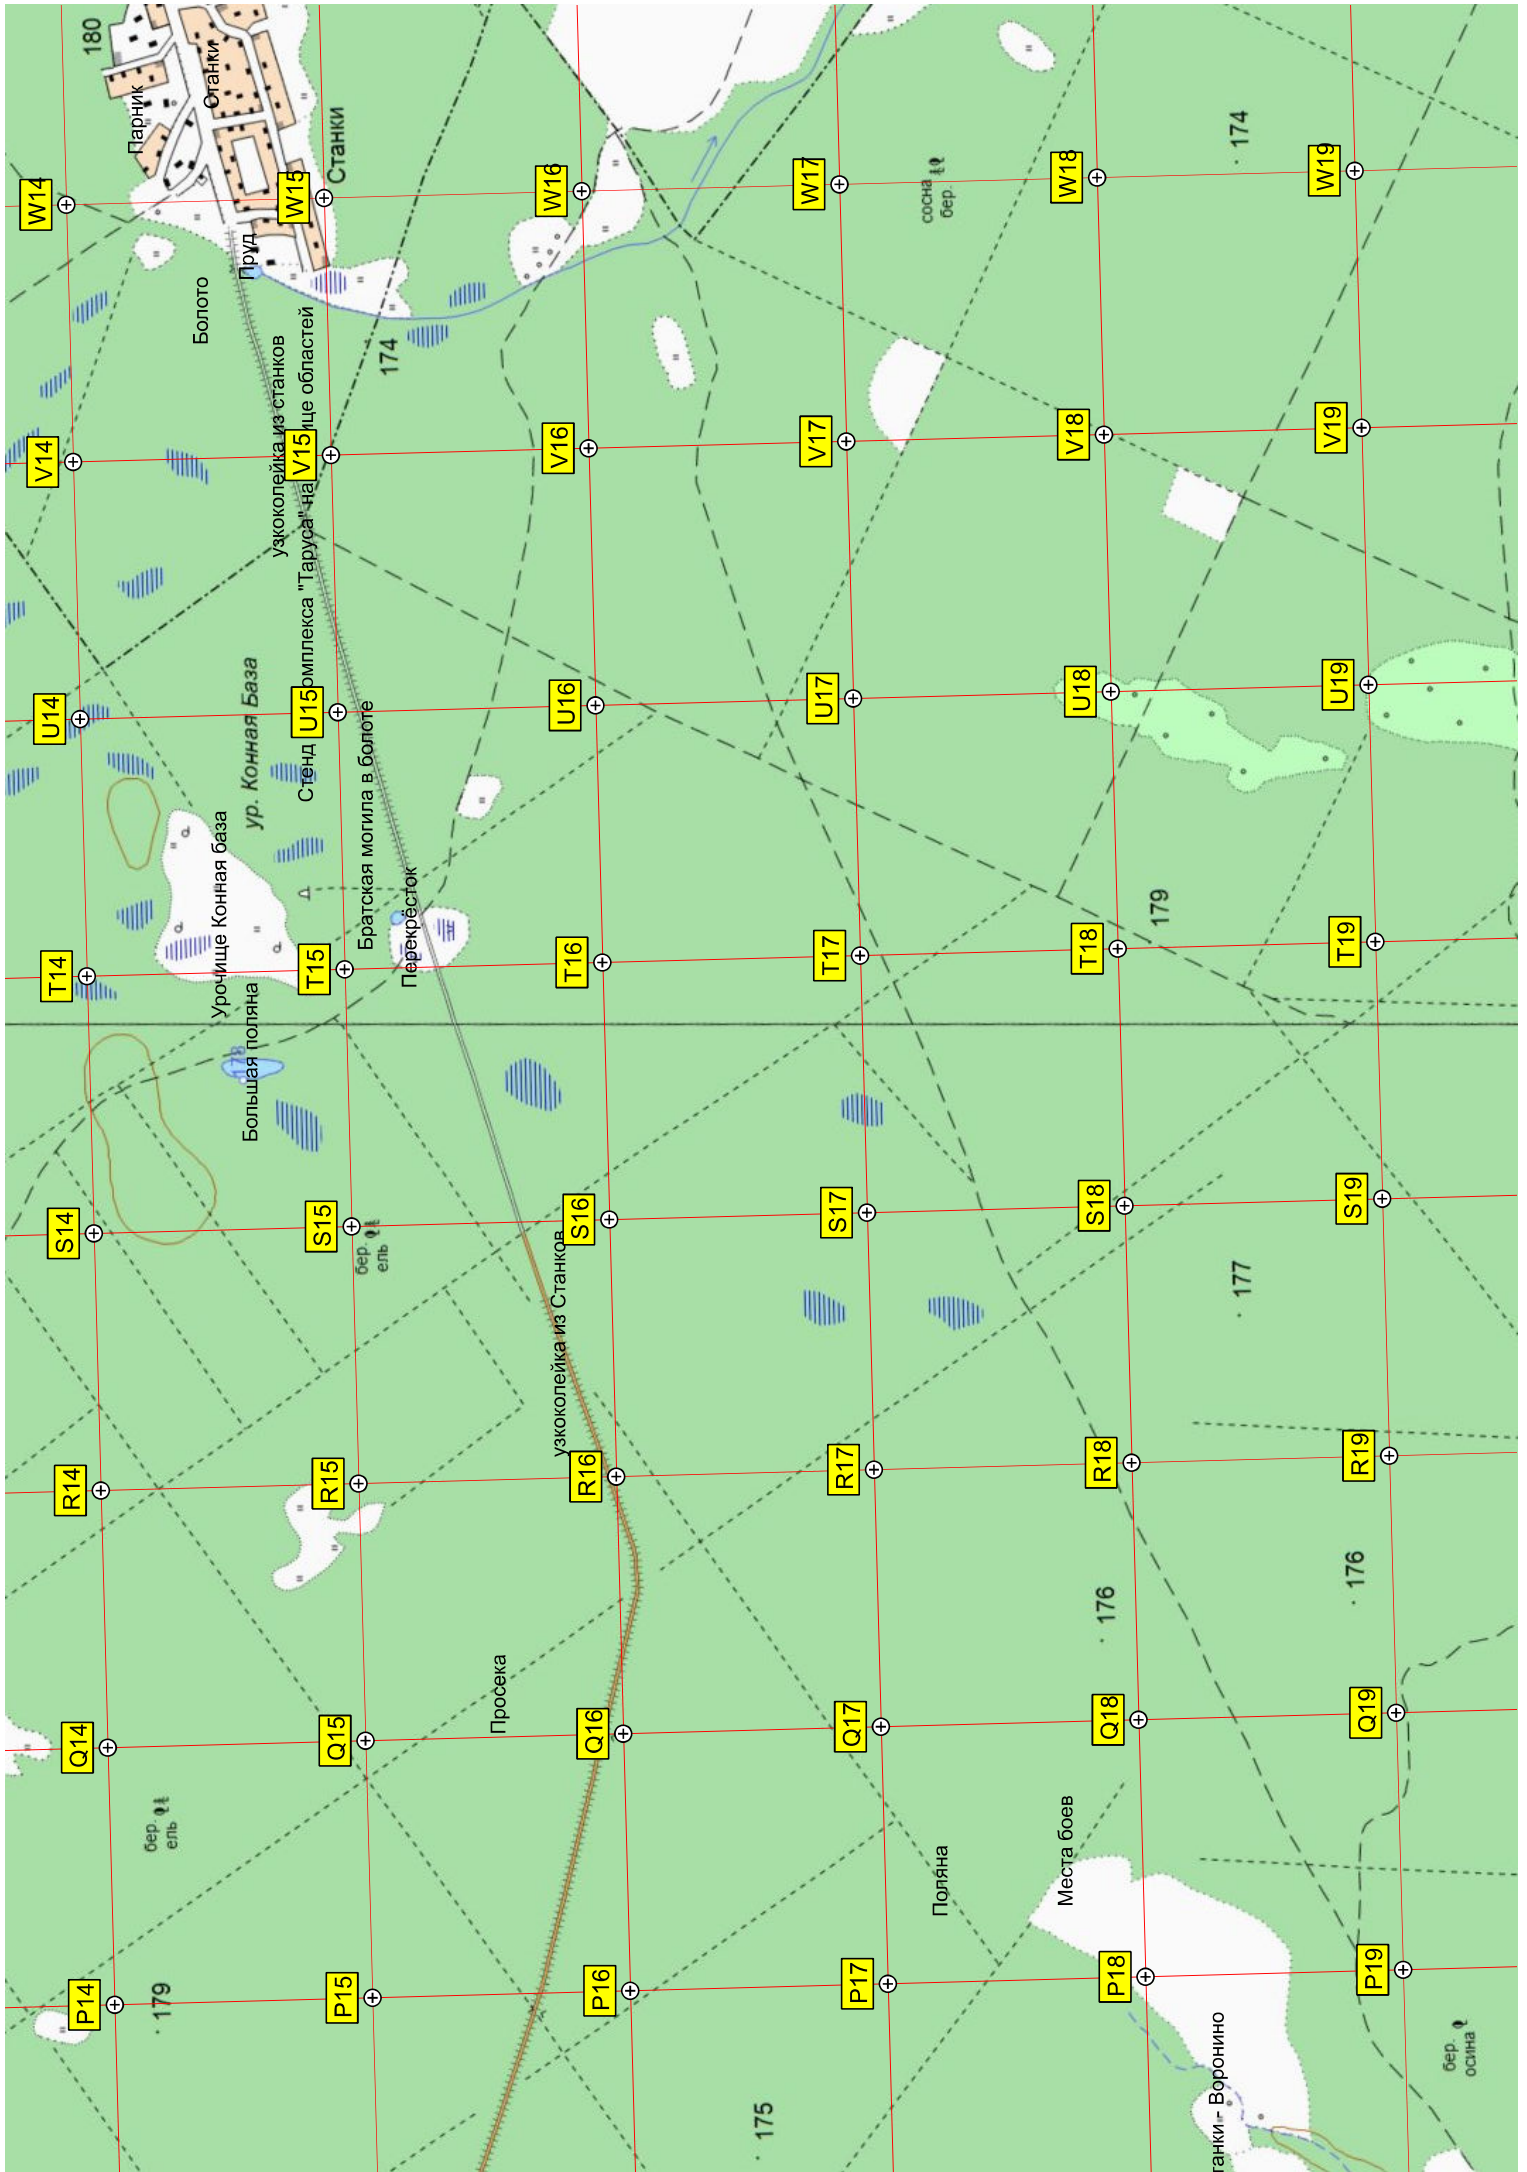 180
Парник
Станки
W14
W15
Станки
W16
W17
W18
W19
174
сосна
бер.
Пруд
Болото
174
узкоколейка из станков
Стенд
омплекса "Таруса" на
ице областей
V14
V15
V16
V17
V18
V19
ур. Конная База
U14
U15
U16
U17
U18
U19
Братская могила в болоте
Урочище Конная база
Перекрёсток
179
T14
T15
T16
T17
T18
T19
Большая поляна
178
S14
S15
S16
S17
S18
S19
бер.
ель
узкоколейка из Станков
177
R14
R15
R16
R17
R18
R19
176
176
Просека
Q14
Q15
Q16
Q17
Q18
Q19
бер.
ель
Поляна
Места боев
P14
P15
P16
P17
P18
P19
179
175
танки - Воронино
бер.
осина